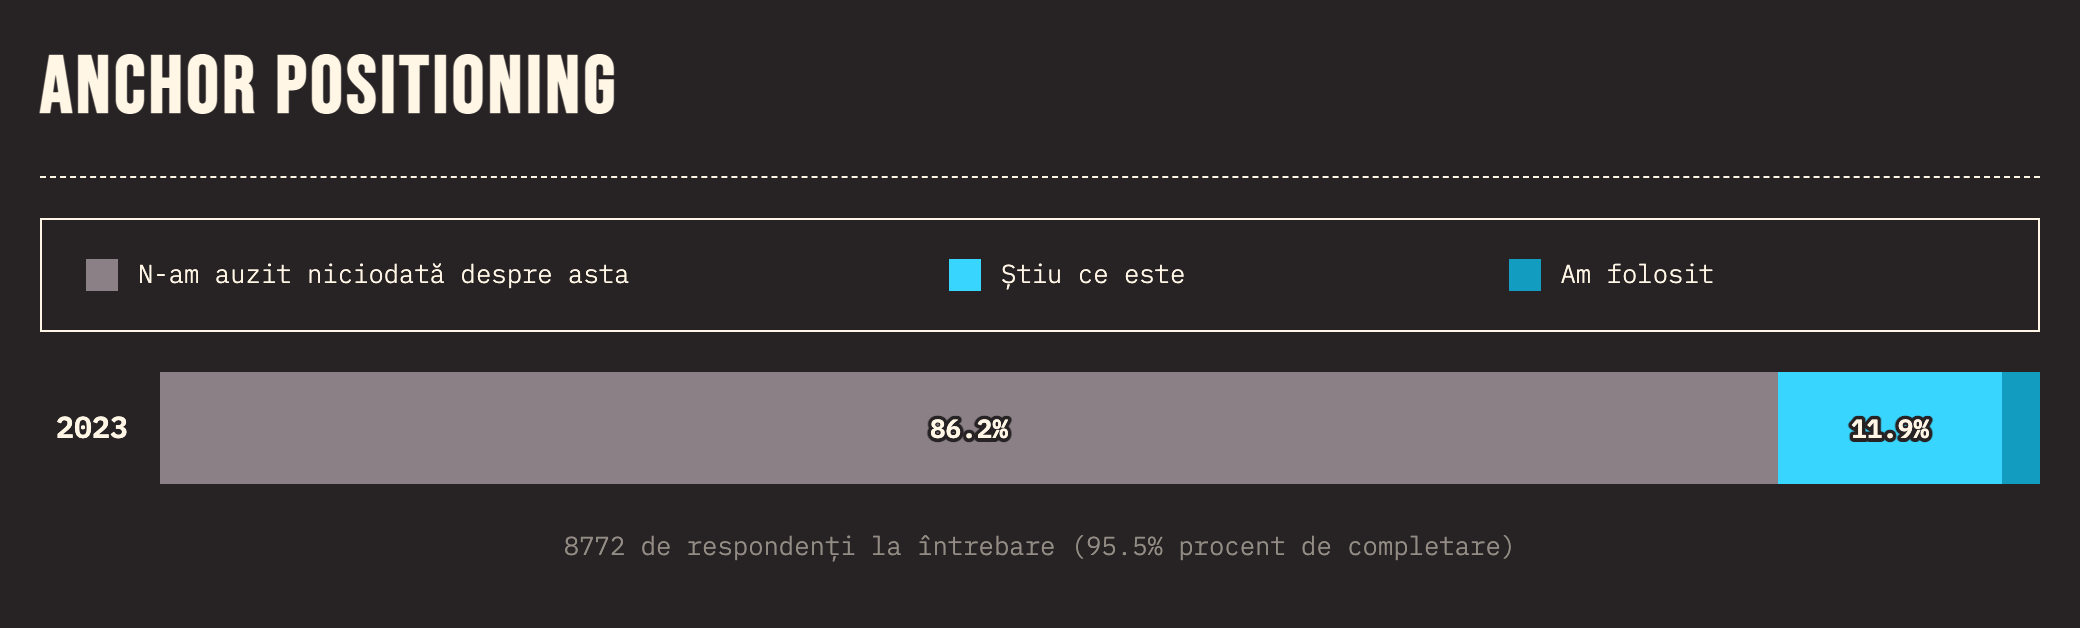 ANCHOR POSITIONING
N-am auzit niciodată despre asta
Știu ce este
Am folosit
2023
86.2%
11.9%
8772 de respondenți la întrebare (95.5% procent de completare)